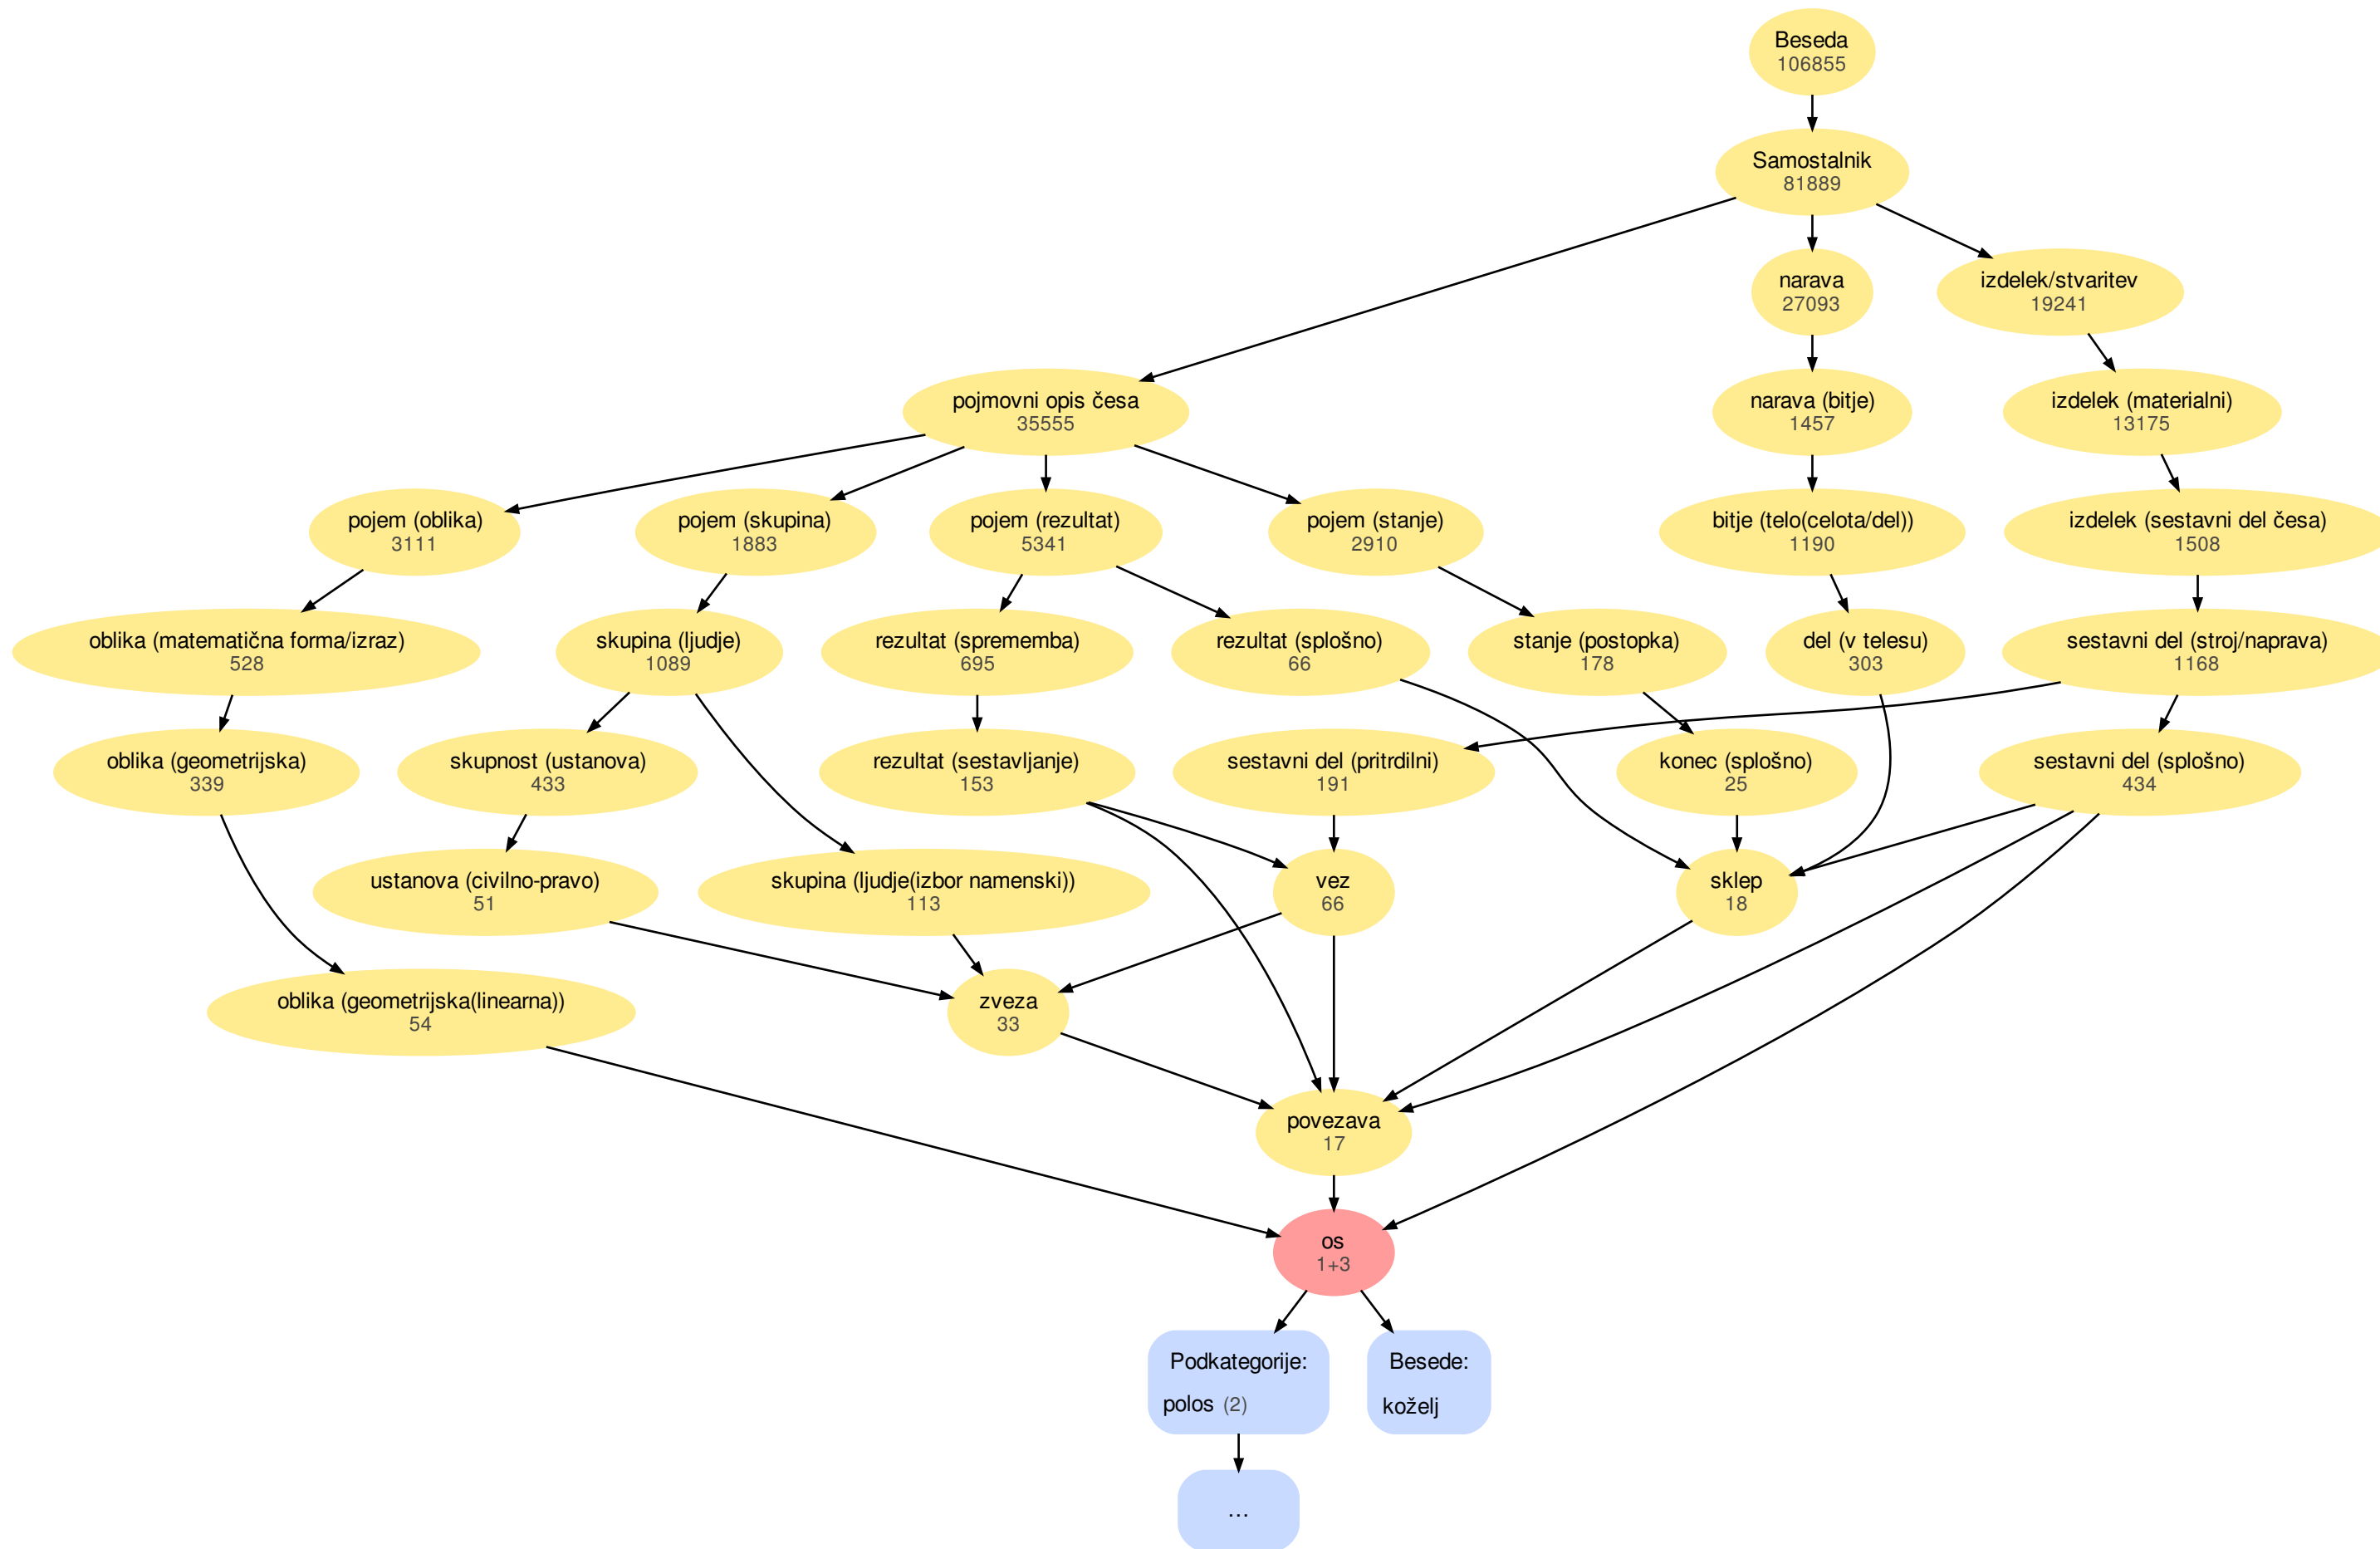 Beseda
106855
Samostalnik
81889
narava
27093
izdelek/stvaritev
19241
pojmovni opis česa
35555
narava (bitje)
1457
izdelek (materialni)
13175
pojem (oblika)
3111
pojem (skupina)
1883
pojem (rezultat)
5341
pojem (stanje)
2910
bitje (telo(celota/del))
1190
izdelek (sestavni del česa)
1508
oblika (matematična forma/izraz)
528
skupina (ljudje)
1089
rezultat (sprememba)
695
rezultat (splošno)
66
stanje (postopka)
178
del (v telesu)
303
sestavni del (stroj/naprava)
1168
oblika (geometrijska)
339
skupnost (ustanova)
433
rezultat (sestavljanje)
153
sestavni del (pritrdilni)
191
konec (splošno)
25
sestavni del (splošno)
434
ustanova (civilno-pravo)
51
skupina (ljudje(izbor namenski))
113
vez
66
sklep
18
oblika (geometrijska(linearna))
54
zveza
33
povezava
17
os
1+3
Podkategorije:
polos (2)
Besede:
koželj
...